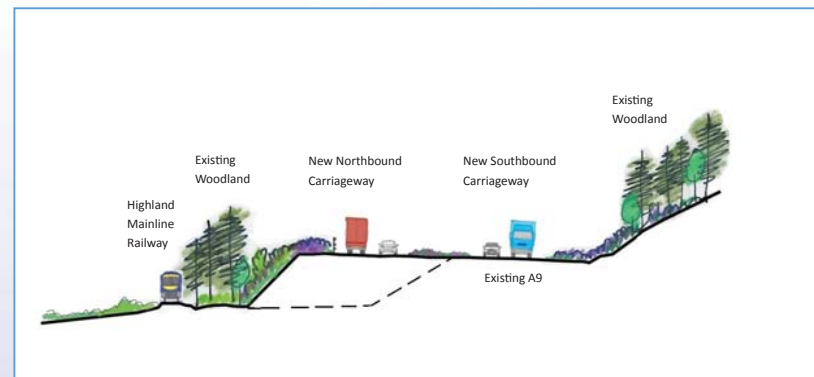 Existing
Woodland
Existing
Woodland
New Northbound
Carriageway
New Southbound
Carriageway
Highland
Mainline
Railway
Existing A9